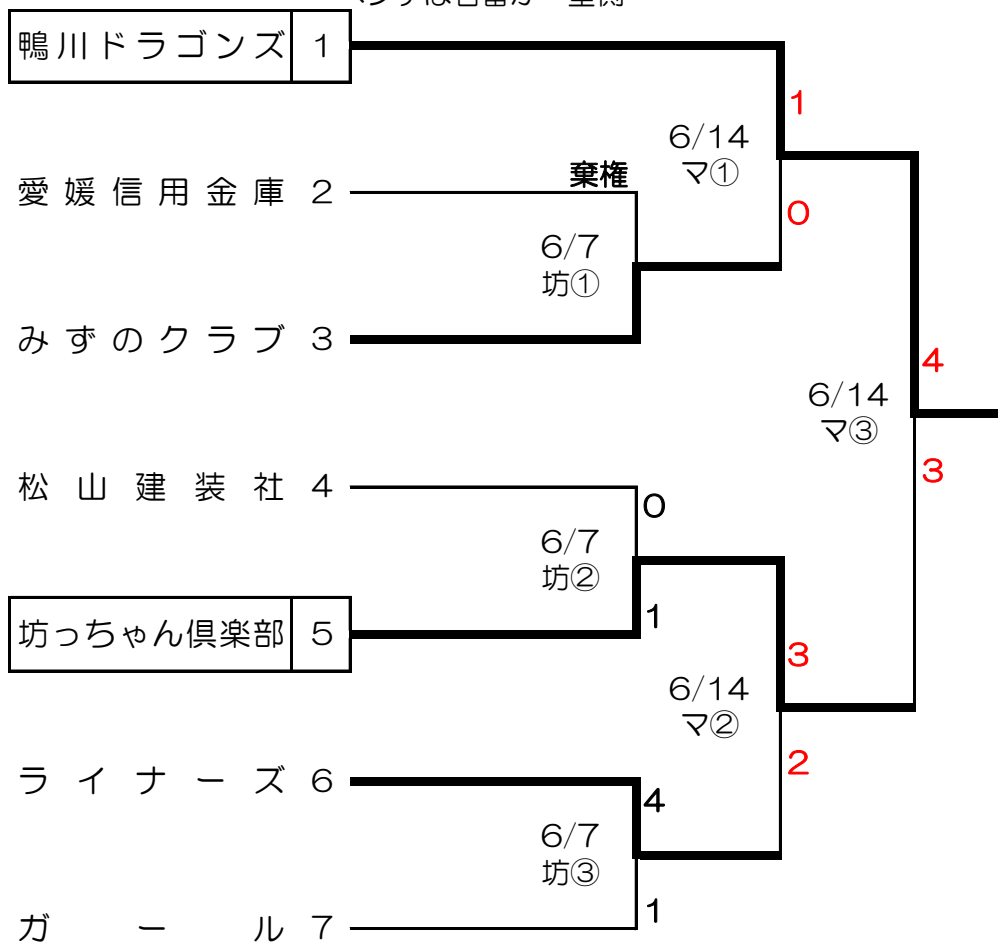 鴨川ドラゴンズ 1
1
6/14
マ①
棄権
愛媛信用金庫 2
0
6/7
坊①
みずのクラブ 3
4
6/14
マ③
3
松山建装社 4
0
6/7
坊②
坊っちゃん倶楽部 5
1
3
6/14
マ②
2
ライナーズ 6
4
6/7
坊③
1
ガール 7